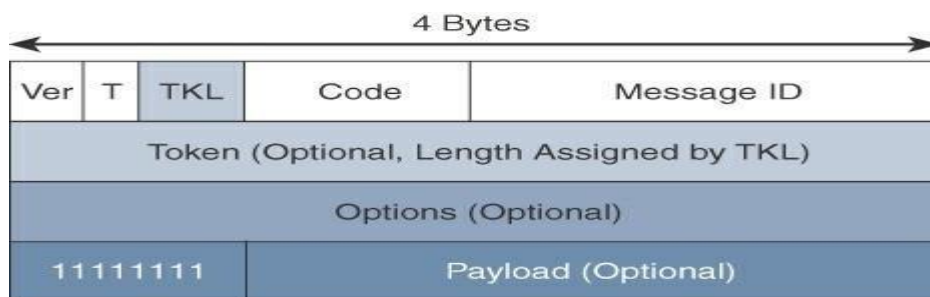 4 Bytes
Ver T TKL Code Message ID
Token (Optional, Length Assigned by TKL)
Options (Optional)
11111111 Payload (Optional)